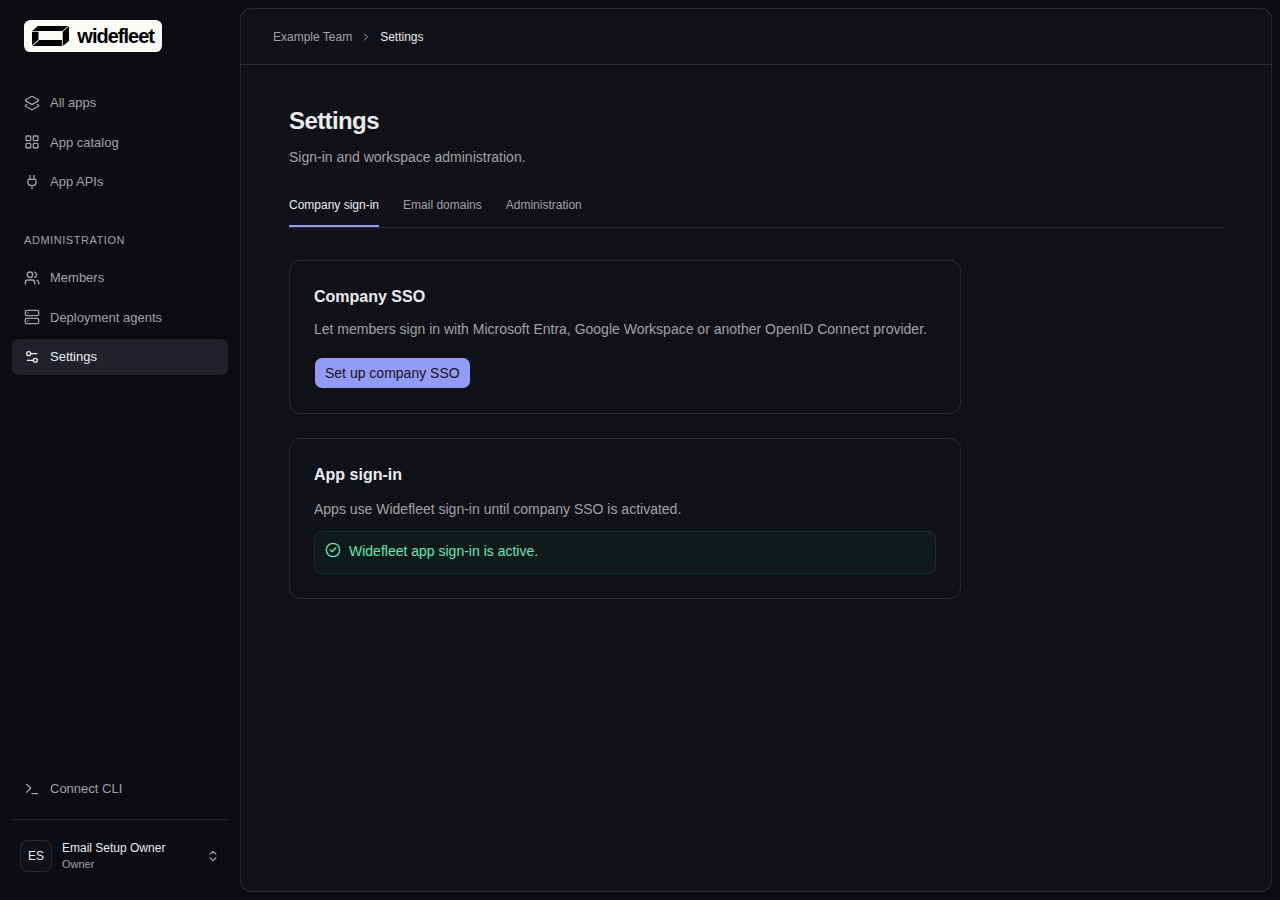 widefleet
All apps
App catalog
App APIs
ADMINISTRATION
Members
Deployment agents
Settings
Connect CLI
ES
Email Setup Owner
Owner
Example Team > Settings
Settings
Sign-in and workspace administration.
Company sign-in Email domains Administration
Company SSO
Let members sign in with Microsoft Entra, Google Workspace or another OpenID Connect provider.
Set up company SSO
App sign-in
Apps use Widefleet sign-in until company SSO is activated.
Widefleet app sign-in is active.